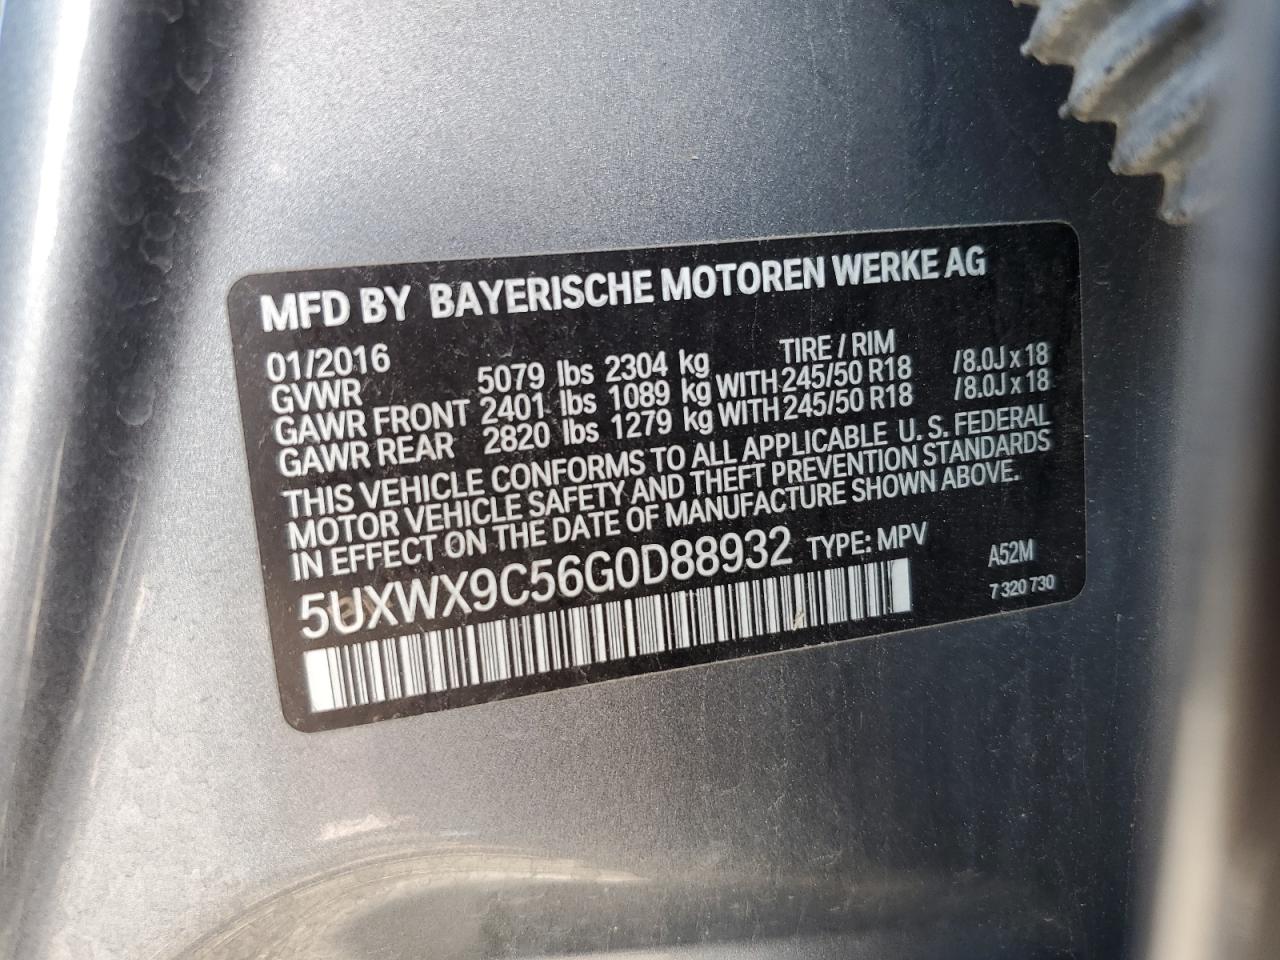 MFD BY BAYERISCHE MOTOREN WERKE AG
01/2016 TIRE / RIM
GVWR 5079 lbs 2304 kg
GAWR FRONT 2401 lbs 1089 kg WITH 245/50 R18 /8.0J x 18
GAWR REAR 2820 lbs 1279 kg WITH 245/50 R18 /8.0J x 18
THIS VEHICLE CONFORMS TO ALL APPLICABLE U. S. FEDERAL
MOTOR VEHICLE SAFETY AND THEFT PREVENTION STANDARDS
IN EFFECT ON THE DATE OF MANUFACTURE SHOWN ABOVE.
5UXWX9C56G0D88932 TYPE: MPV A52M
7 320 730